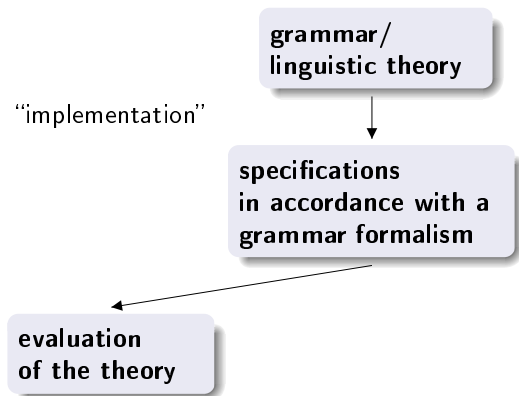 grammar/
linguistic theory
“implementation”
specifications
in accordance with a
grammar formalism
evaluation
of the theory